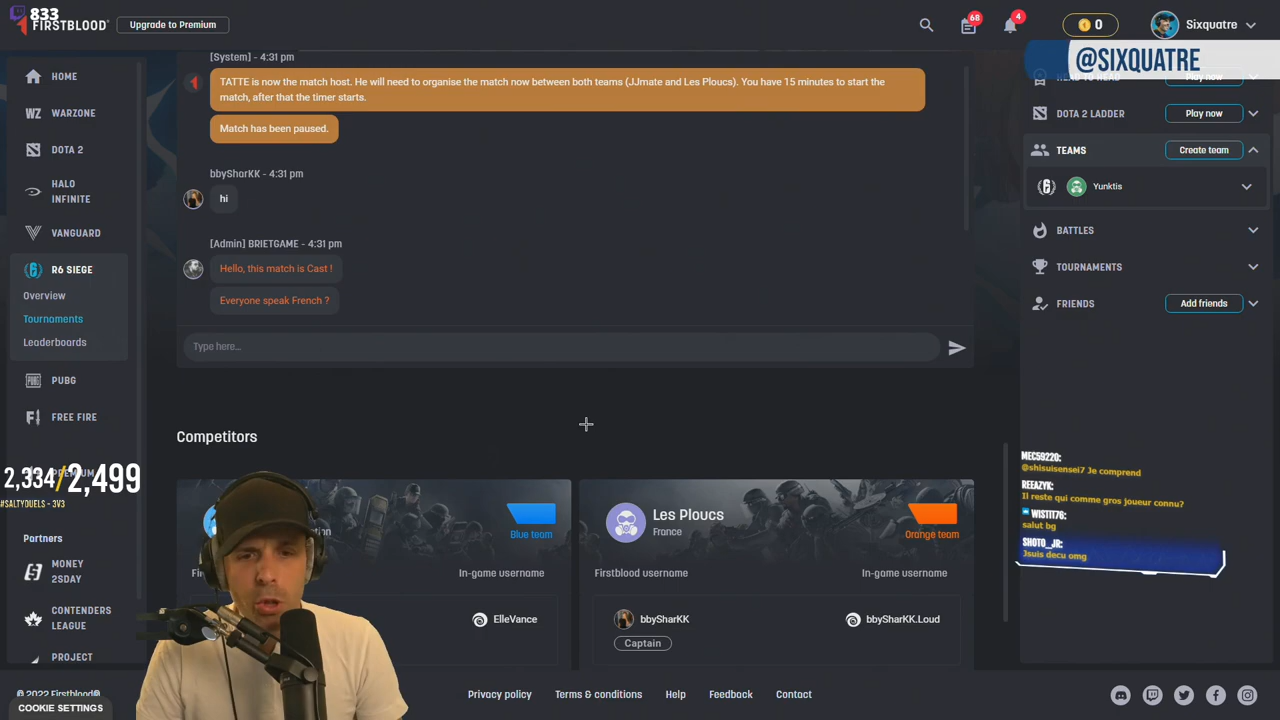 833
FIRSTBLOOD
Upgrade to Premium
68
4
0
Sixquatre
@SIXQUATRE
HOME
WARZONE
DOTA 2
HALO
INFINITE
VANGUARD
R6 SIEGE
Overview
Tournaments
Leaderboards
PUBG
FREE FIRE
PREMIUM
2,334/2,499
#SALTYDUELS - 3V3
Partners
MONEY
2SDAY
CONTENDERS
LEAGUE
PROJECT
© 2022 Firstblood®
COOKIE SETTINGS
[System] - 4:31 pm
TATTE is now the match host. He will need to organise the match now between both teams (JJmate and Les Ploucs). You have 15 minutes to start the
match, after that the timer starts.
Match has been paused.
bbySharKK - 4:31 pm
hi
[Admin] BRIETGAME - 4:31 pm
Hello, this match is Cast !
Everyone speak French ?
Type here...
Competitors
Blue team
In-game username
ElleVance
Les Ploucs
France
Orange team
Firstblood username
In-game username
bbySharKK
bbySharKK.Loud
Captain
HEAD TO HEAD
Play now
DOTA 2 LADDER
Play now
TEAMS
Create team
Yunktis
BATTLES
TOURNAMENTS
FRIENDS
Add friends
MEC59220:
@shisuisensei7 Je comprend
REEAZYK:
Il reste qui comme gros joueur connu?
WIST1T76:
salut bg
SHOTO_JR:
Jsuis decu omg
Privacy policy
Terms & conditions
Help
Feedback
Contact